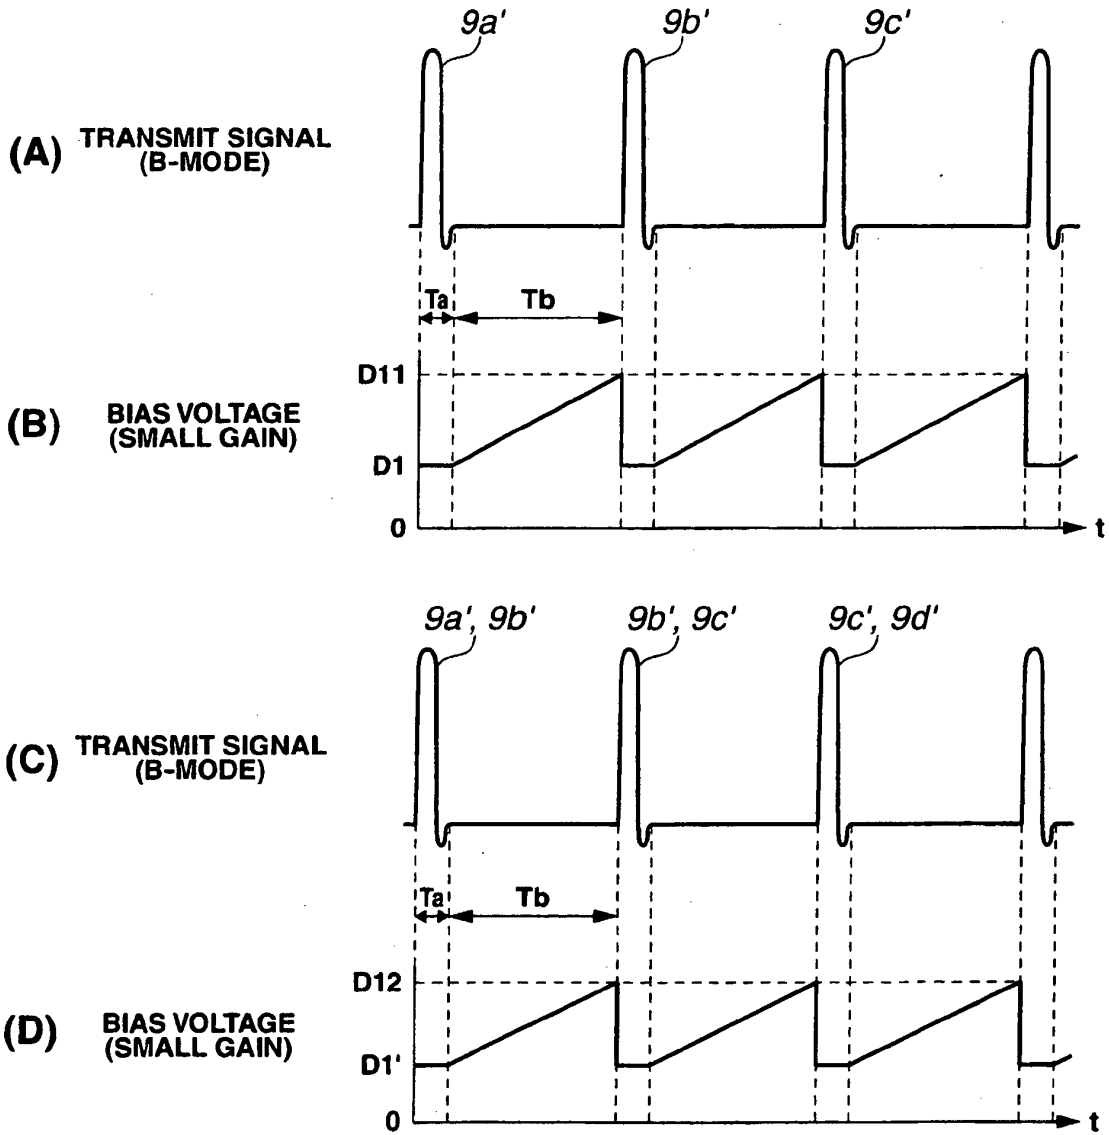 9a' 9b' 9c'
(A) TRANSMIT SIGNAL
(B-MODE)
Ta Tb
D11
(B) BIAS VOLTAGE
(SMALL GAIN)
D1
0 t
9a', 9b' 9b', 9c' 9c', 9d'
(C) TRANSMIT SIGNAL
(B-MODE)
Ta Tb
D12
(D) BIAS VOLTAGE
(SMALL GAIN)
D1'
0 t